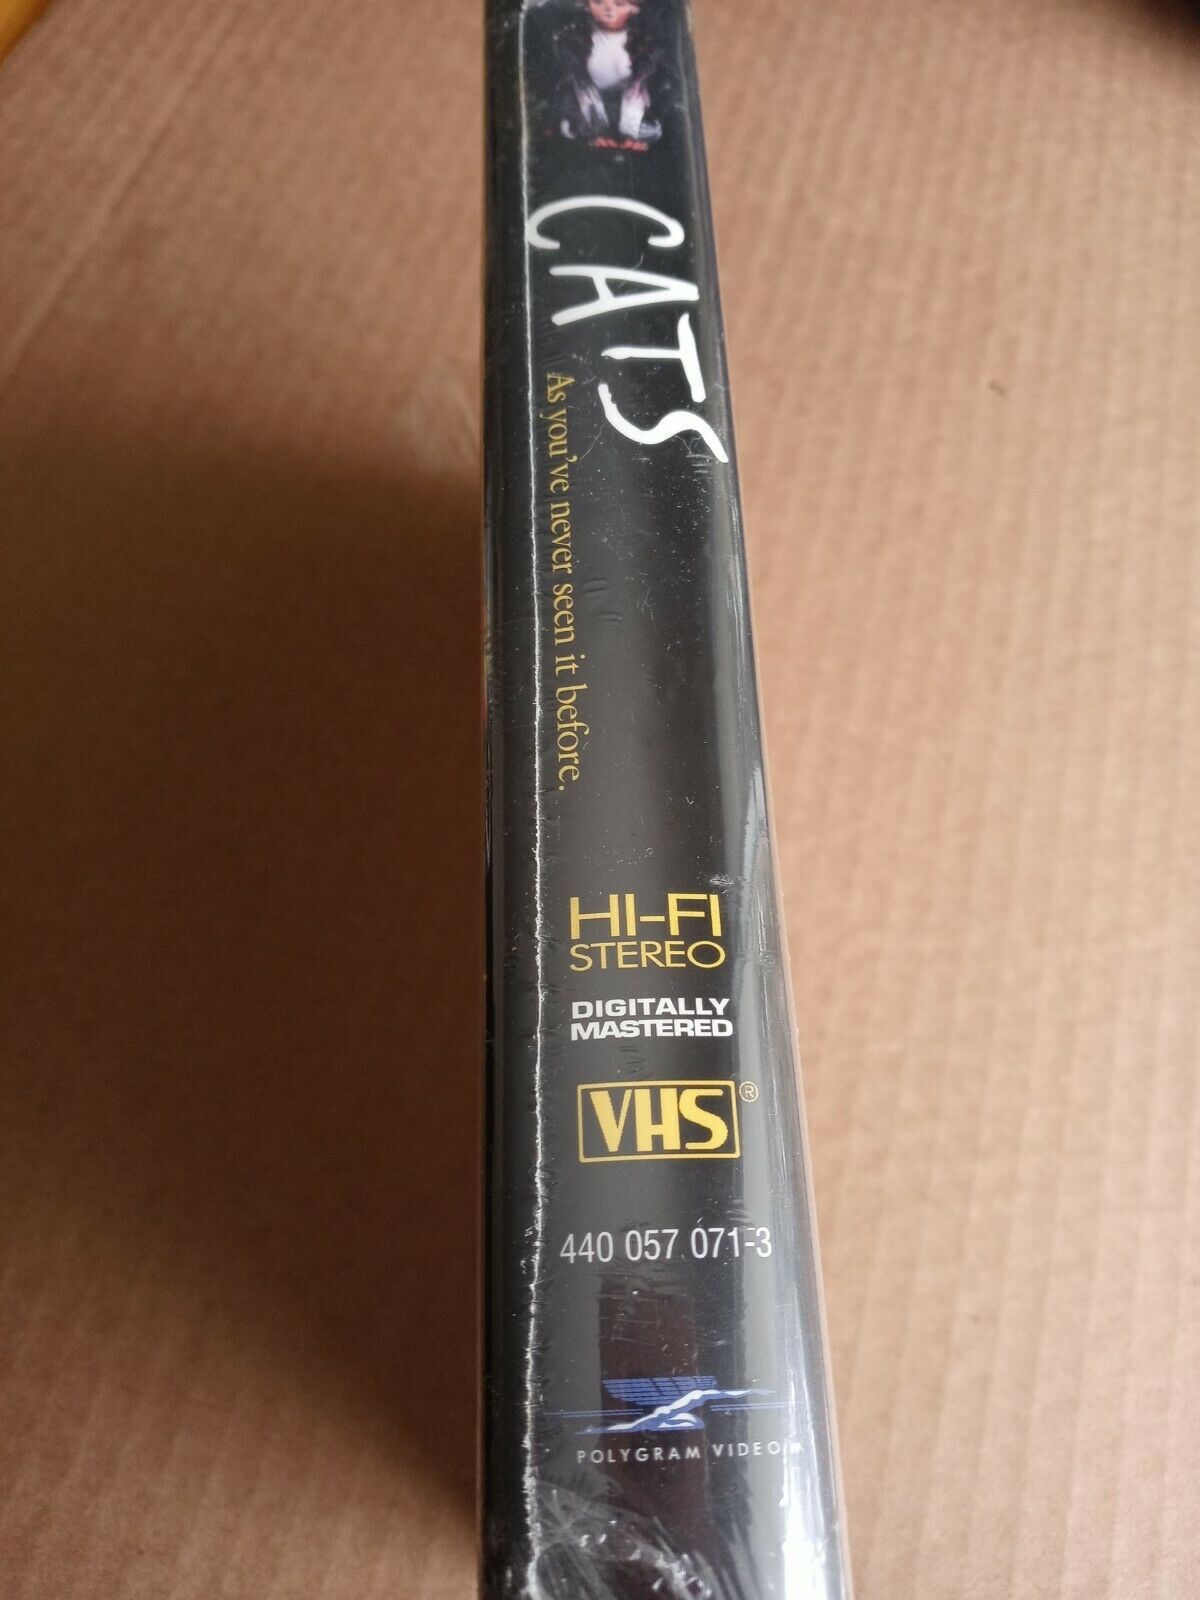 CATS
As you've never seen it before.
HI-FI
STEREO
DIGITALLY
MASTERED
VHS®
440 057 071-3
POLYGRAM VIDEO